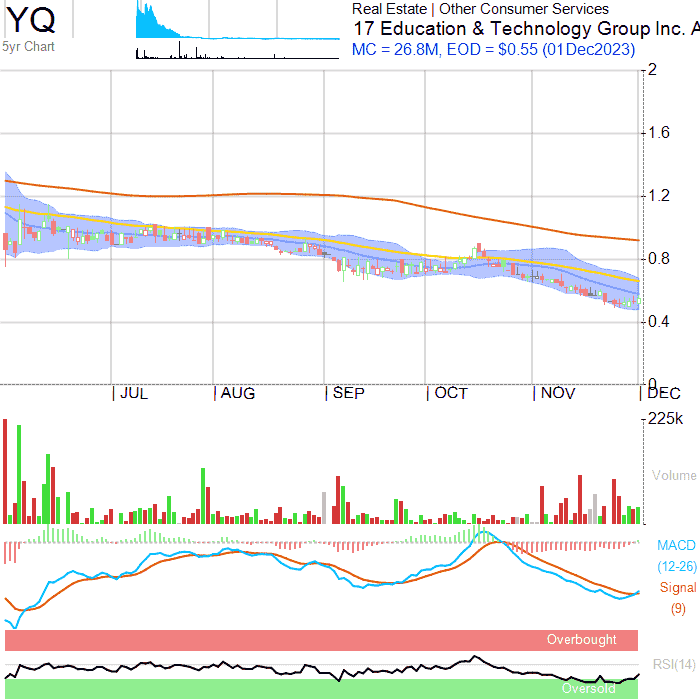 YQ
5yr Chart
Real Estate | Other Consumer Services
17 Education & Technology Group Inc. A
MC = 26.8M, EOD = $0.55 (01Dec2023)
2
1.6
1.2
0.8
0.4
0
JUL
AUG
SEP
OCT
NOV
DEC
225k
Volume
MACD
(12-26)
Signal
(9)
Overbought
RSI(14)
Oversold